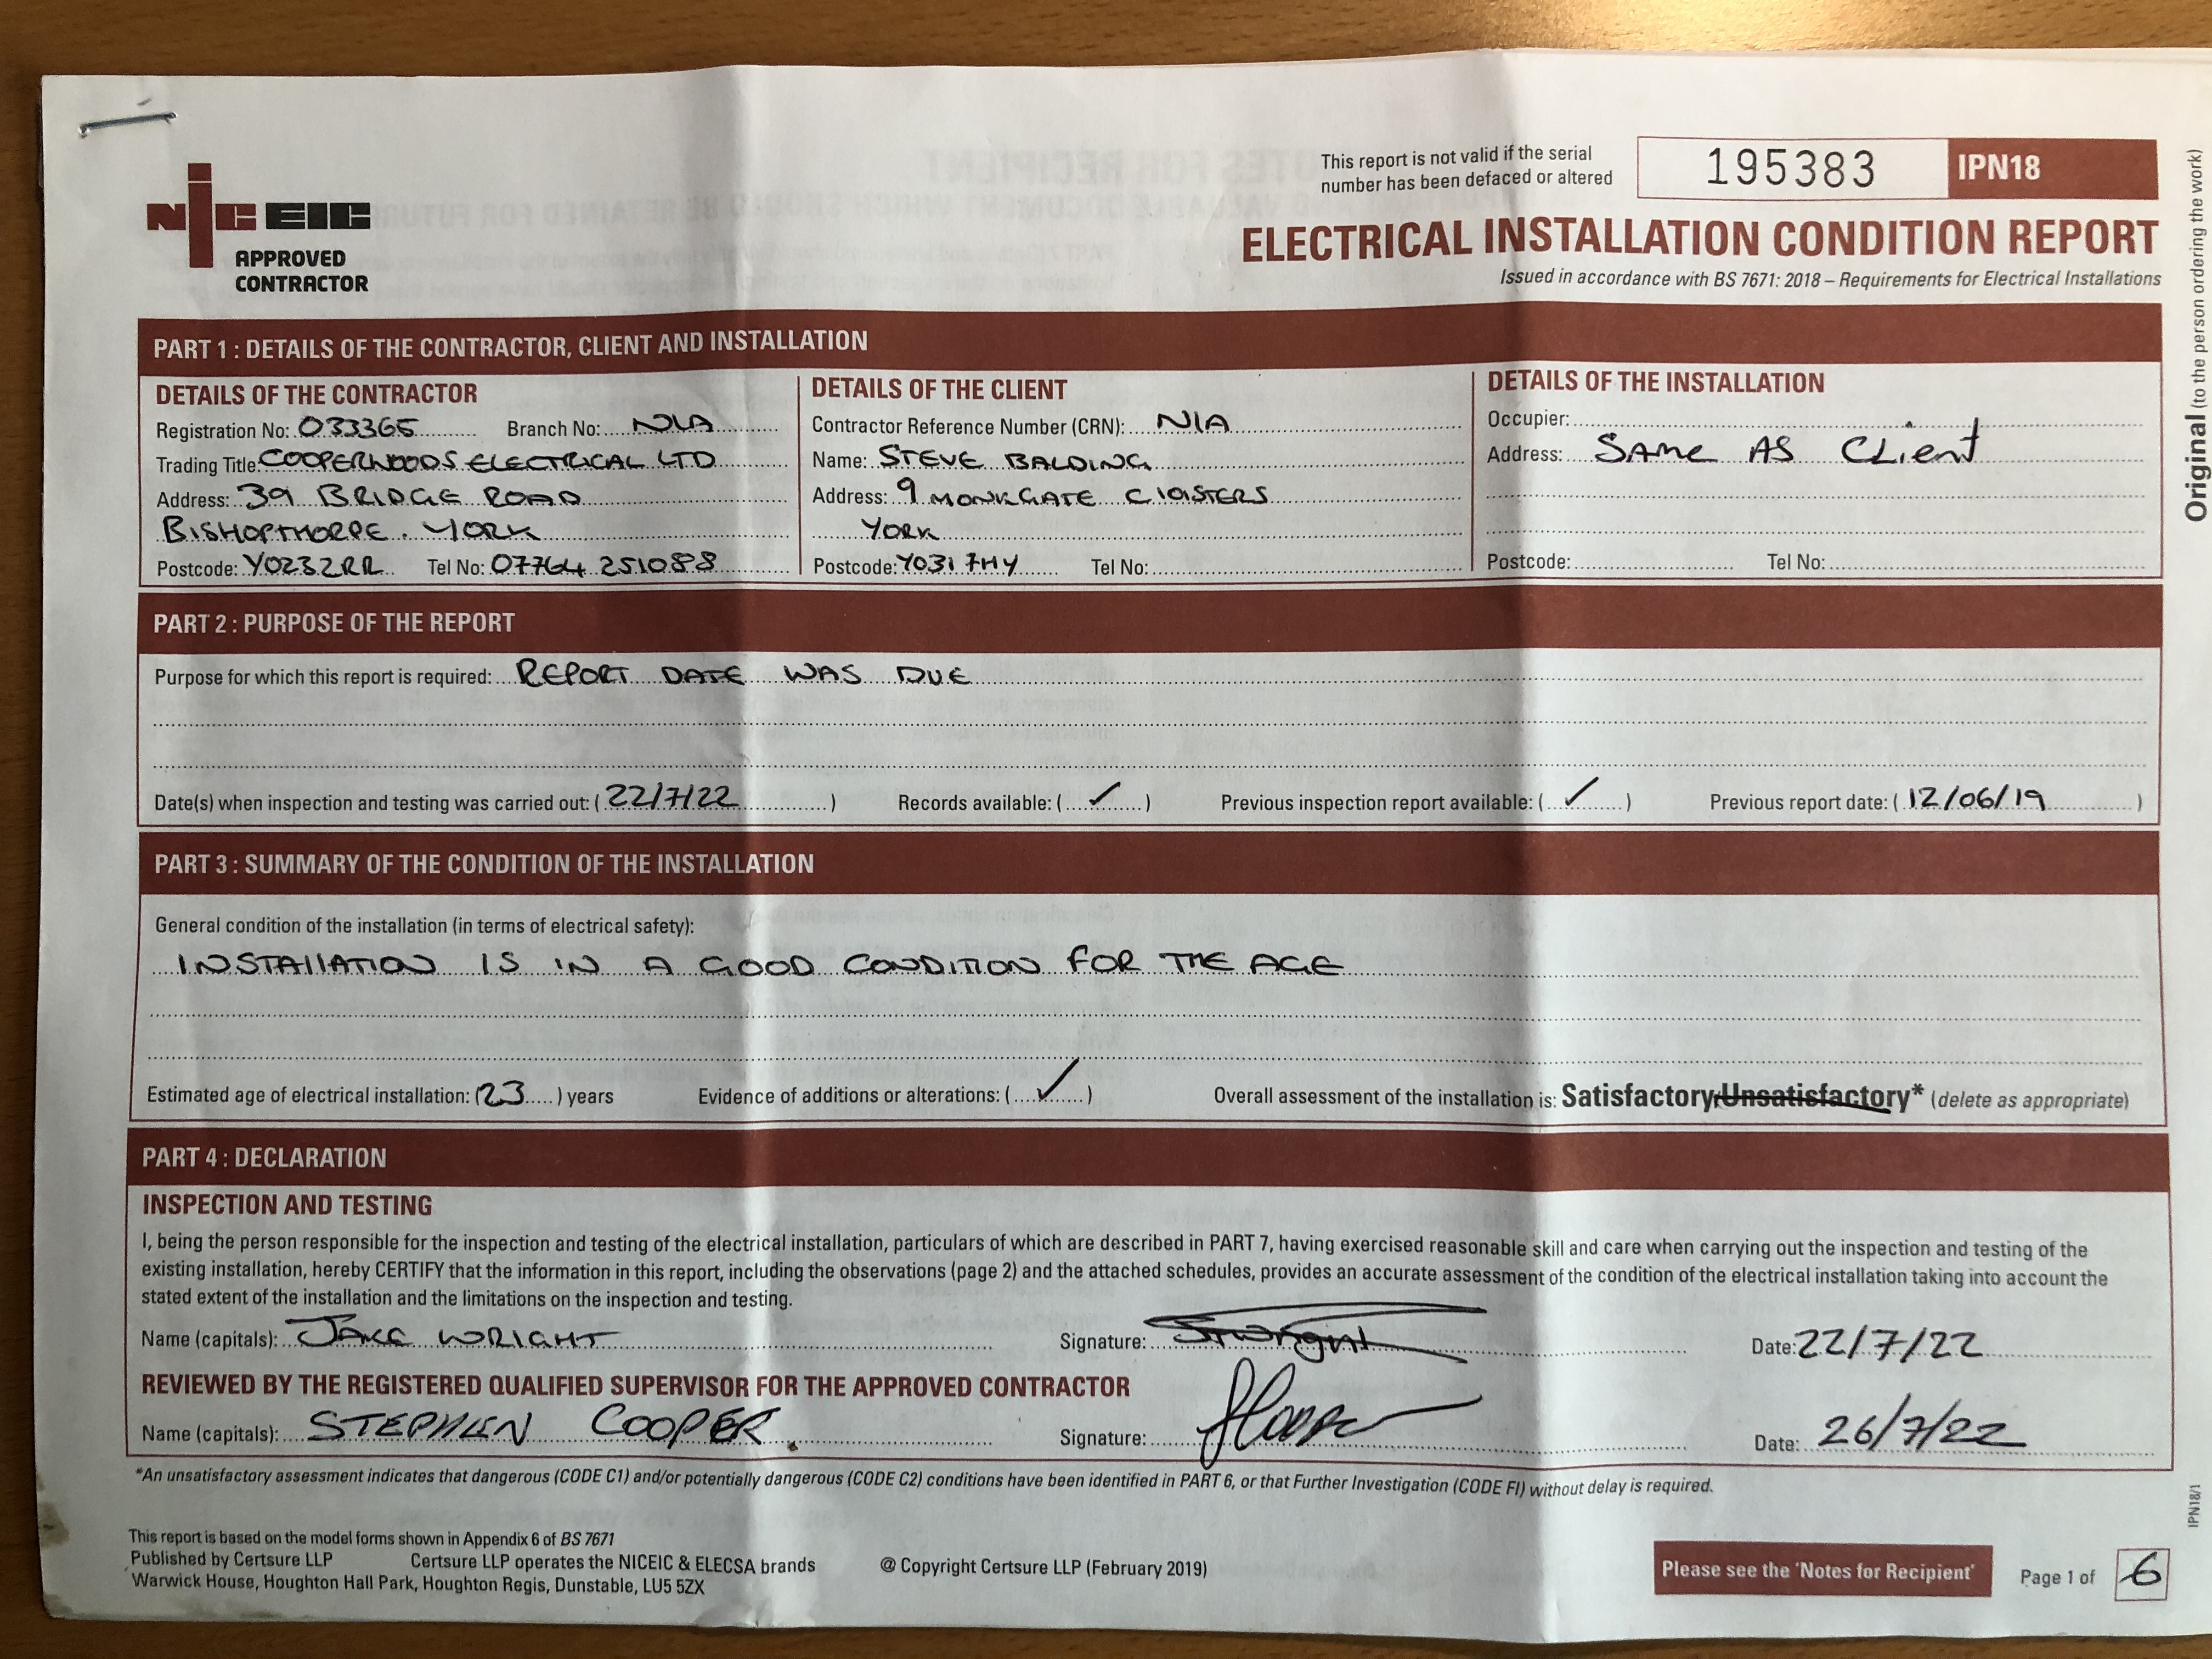 NICEIC
APPROVED
CONTRACTOR
This report is not valid if the serial
number has been defaced or altered
195383 IPN18
ELECTRICAL INSTALLATION CONDITION REPORT
Issued in accordance with BS 7671: 2018 – Requirements for Electrical Installations
Original (to the person ordering the work)
PART 1 : DETAILS OF THE CONTRACTOR, CLIENT AND INSTALLATION
DETAILS OF THE CONTRACTOR
Registration No: 033365 Branch No: N/A
Trading Title: COOPERWOODS ELECTRICAL LTD
Address: 39 BRIDGE ROAD
BISHOPTHORPE. YORK
Postcode: YO232RR Tel No: 07764 251088
DETAILS OF THE CLIENT
Contractor Reference Number (CRN): N/A
Name: STEVE BALDING
Address: 9 MONKGATE CLOISTERS
YORK
Postcode: YO31 7HY Tel No:
DETAILS OF THE INSTALLATION
Occupier:
Address: SAME AS CLient
Postcode: Tel No:
PART 2 : PURPOSE OF THE REPORT
Purpose for which this report is required: REPORT DATE WAS DUE
Date(s) when inspection and testing was carried out: ( 22/7/22 ) Records available: ( ✓ ) Previous inspection report available: ( ✓ ) Previous report date: ( 12/06/19 )
PART 3 : SUMMARY OF THE CONDITION OF THE INSTALLATION
General condition of the installation (in terms of electrical safety):
INSTALLATION IS IN A GOOD CONDITION FOR THE AGE
Estimated age of electrical installation: ( 23 ) years Evidence of additions or alterations: ( ✓ ) Overall assessment of the installation is: Satisfactory/Unsatisfactory* (delete as appropriate)
PART 4 : DECLARATION
INSPECTION AND TESTING
I, being the person responsible for the inspection and testing of the electrical installation, particulars of which are described in PART 7, having exercised reasonable skill and care when carrying out the inspection and testing of the
existing installation, hereby CERTIFY that the information in this report, including the observations (page 2) and the attached schedules, provides an accurate assessment of the condition of the electrical installation taking into account the
stated extent of the installation and the limitations on the inspection and testing.
Name (capitals): JAKE WRIGHT Signature: JTWright Date: 22/7/22
REVIEWED BY THE REGISTERED QUALIFIED SUPERVISOR FOR THE APPROVED CONTRACTOR
Name (capitals): STEPHEN COOPER Signature: Date: 26/7/22
*An unsatisfactory assessment indicates that dangerous (CODE C1) and/or potentially dangerous (CODE C2) conditions have been identified in PART 6, or that Further Investigation (CODE FI) without delay is required.
This report is based on the model forms shown in Appendix 6 of BS 7671
Published by Certsure LLP Certsure LLP operates the NICEIC & ELECSA brands @ Copyright Certsure LLP (February 2019)
Warwick House, Houghton Hall Park, Houghton Regis, Dunstable, LU5 5ZX
Please see the 'Notes for Recipient' Page 1 of 6
IPN18/1